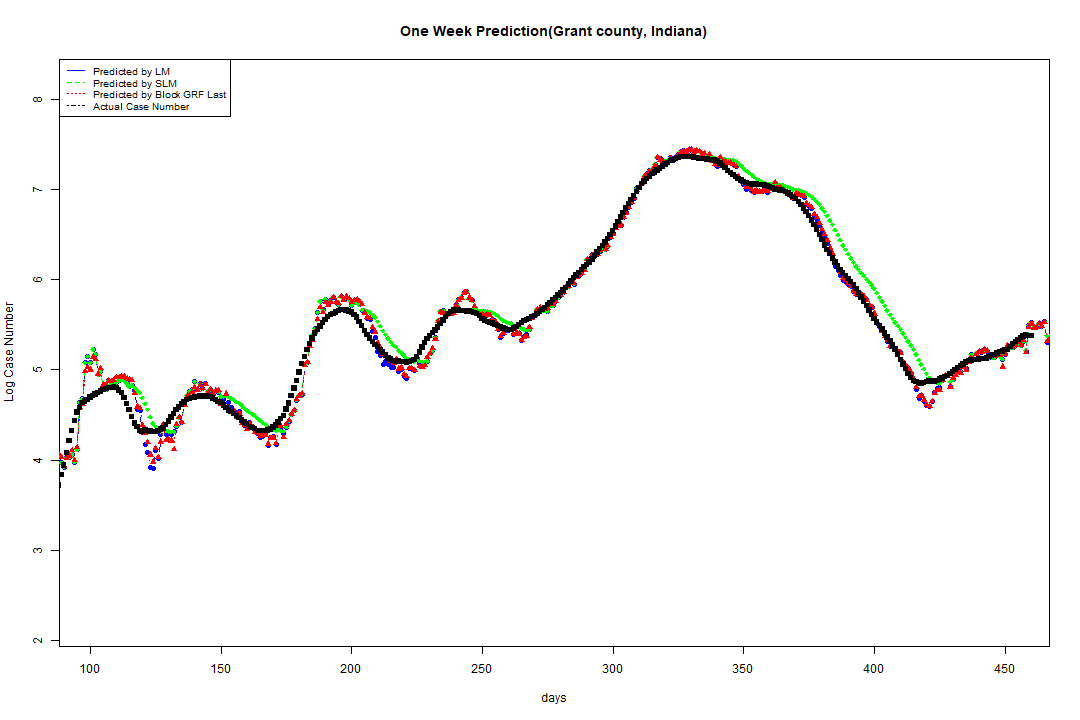 One Week Prediction(Grant county, Indiana)
Predicted by LM
Predicted by SLM
Predicted by Block GRF Last
Actual Case Number
8
7
6
5
4
3
2
Log Case Number
100 150 200 250 300 350 400 450
days